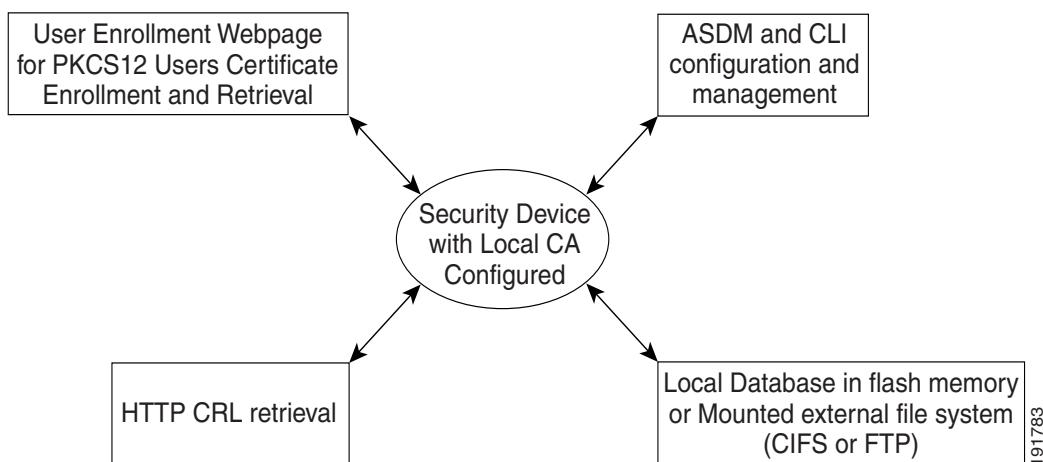 User Enrollment Webpage
for PKCS12 Users Certificate
Enrollment and Retrieval
ASDM and CLI
configuration and
management
Security Device
with Local CA
Configured
HTTP CRL retrieval
Local Database in flash memory
or Mounted external file system
(CIFS or FTP)
191783